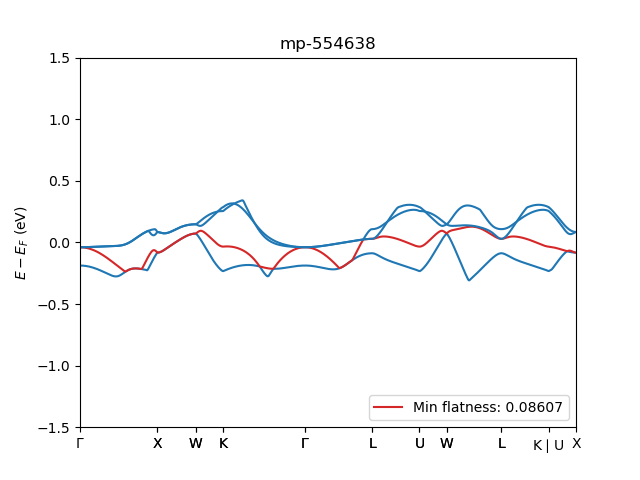 mp-554638
E − E_F (eV)
1.5
1.0
0.5
0.0
−0.5
−1.0
−1.5
Min flatness: 0.08607
Γ X W K Γ L U W L K | U X